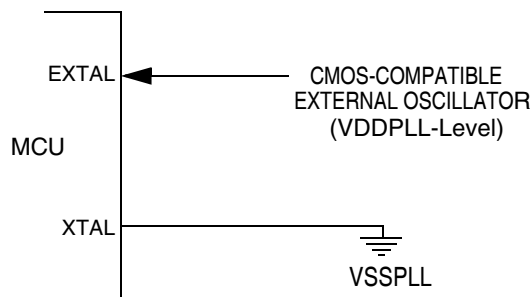 EXTAL
CMOS-COMPATIBLE
EXTERNAL OSCILLATOR
(VDDPLL-Level)
MCU
XTAL
VSSPLL